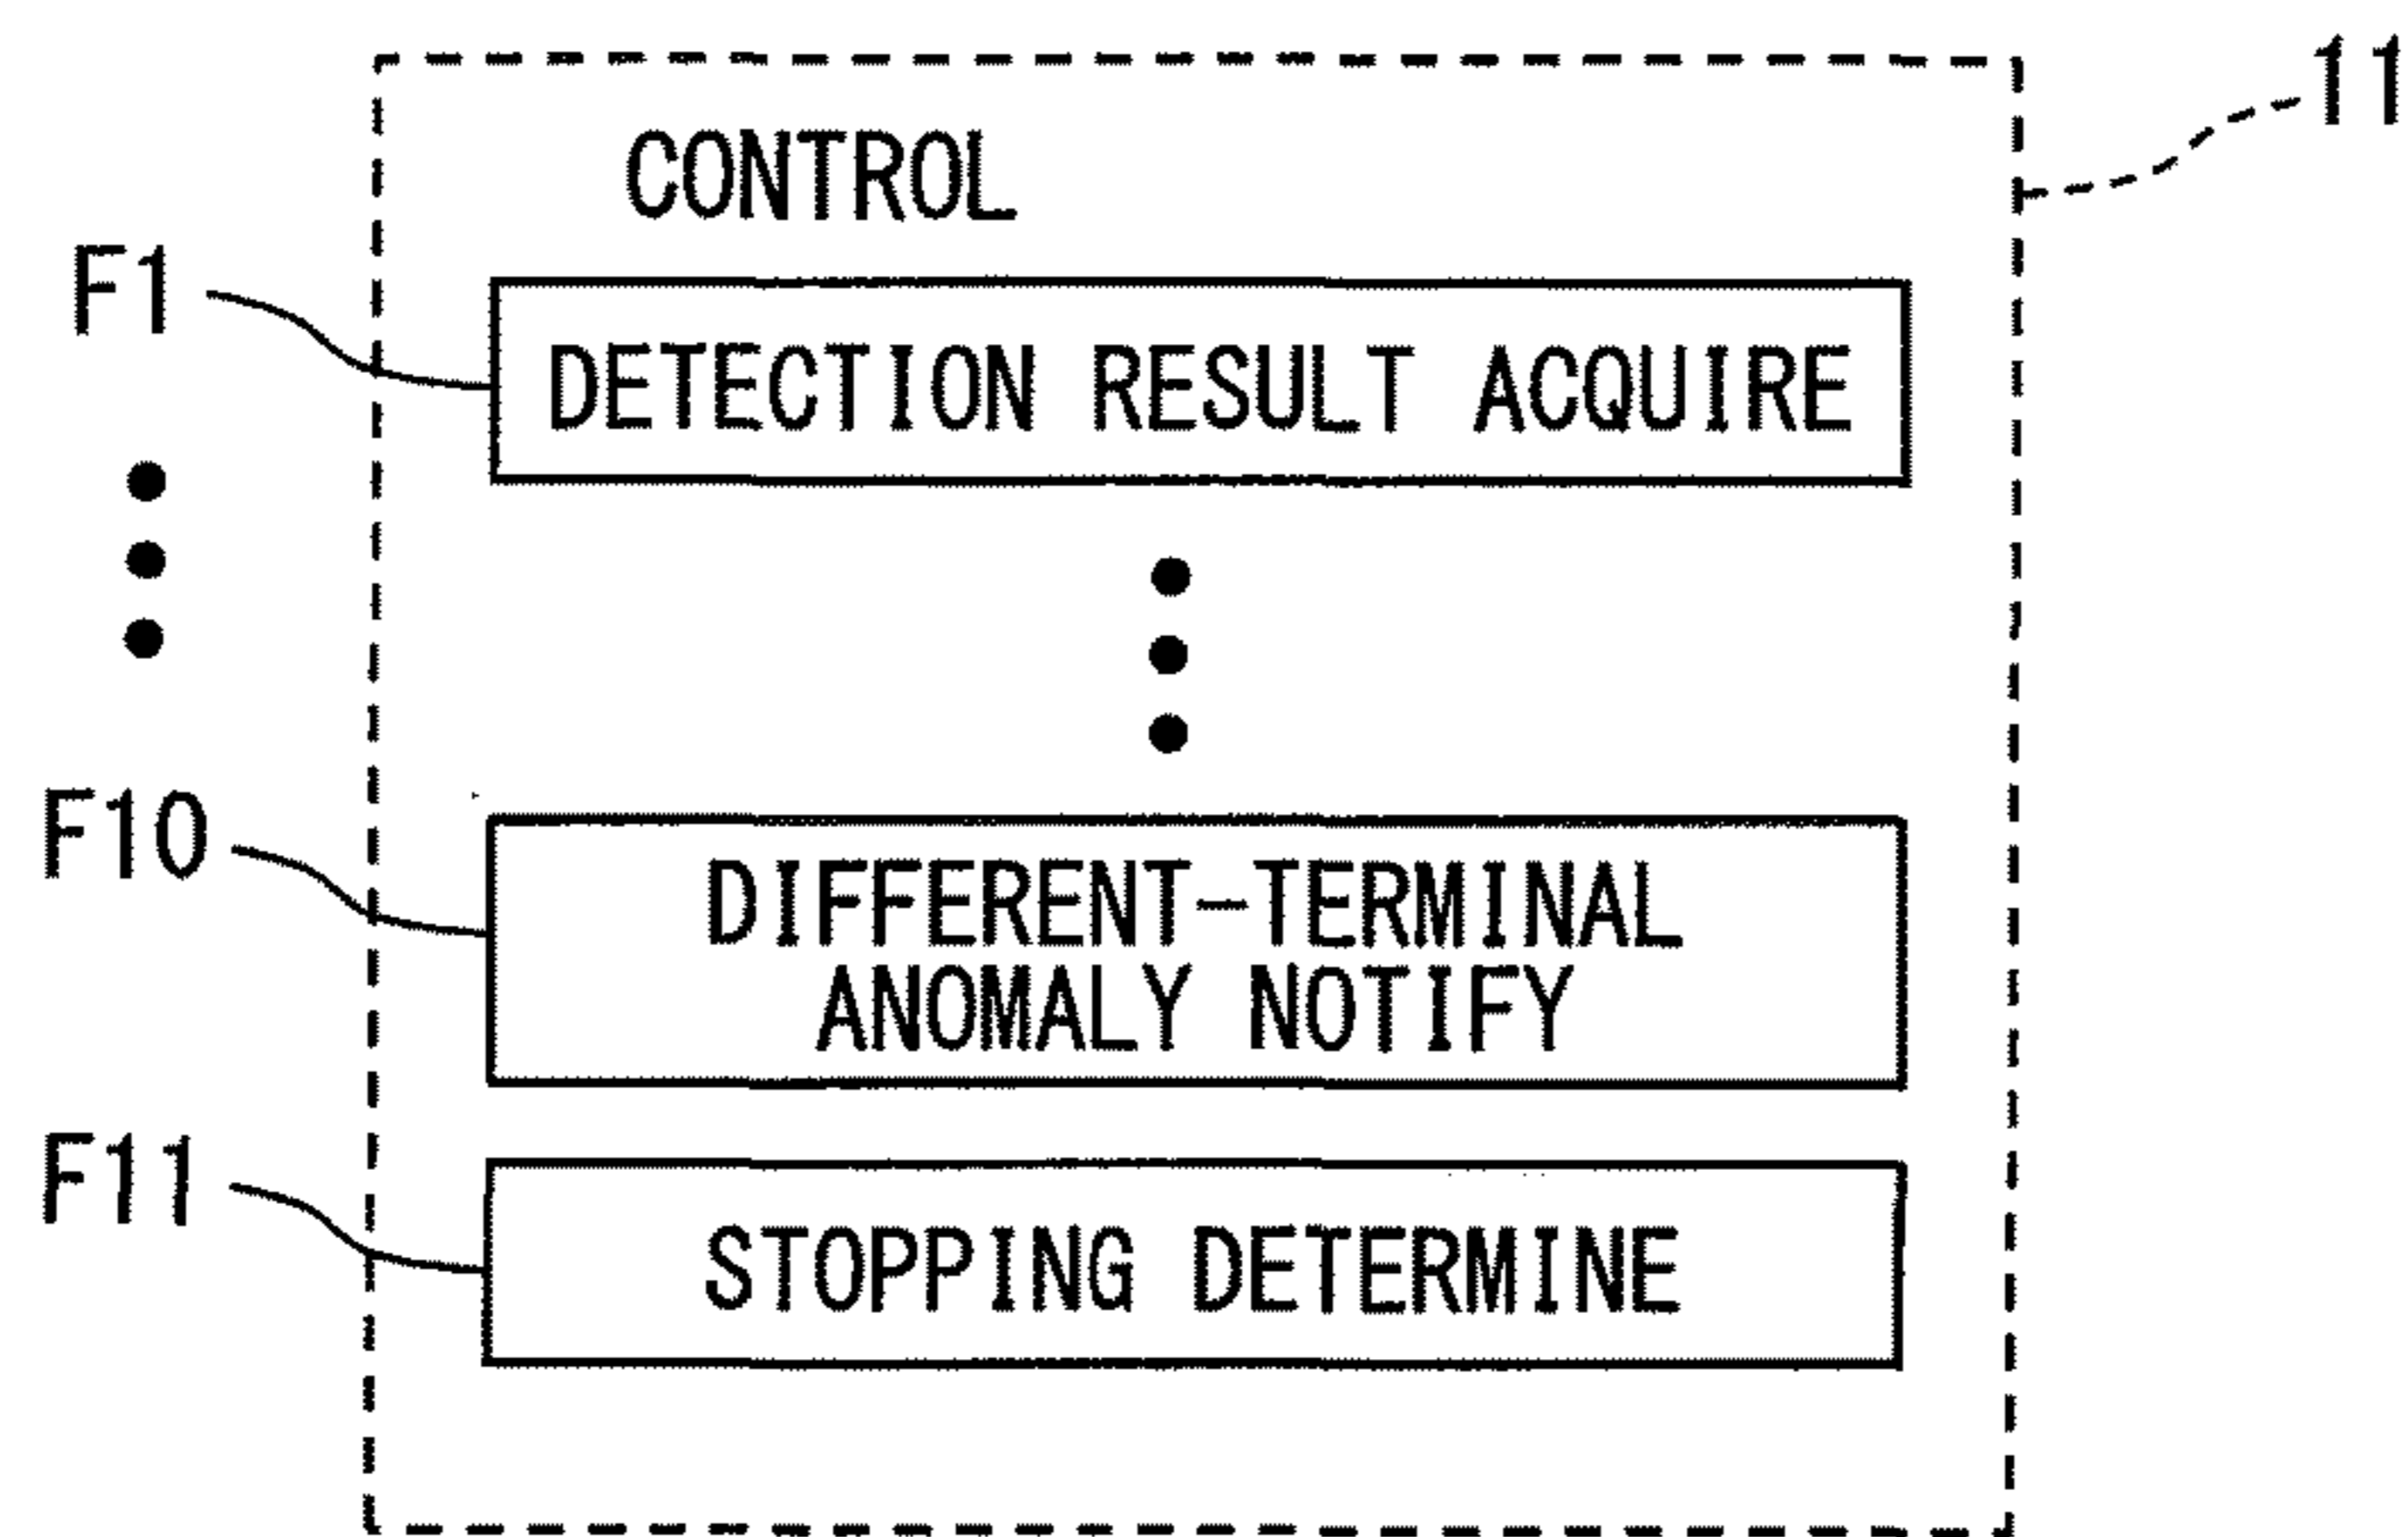 11
CONTROL
F1
DETECTION RESULT ACQUIRE
F10
DIFFERENT-TERMINAL
ANOMALY NOTIFY
F11
STOPPING DETERMINE